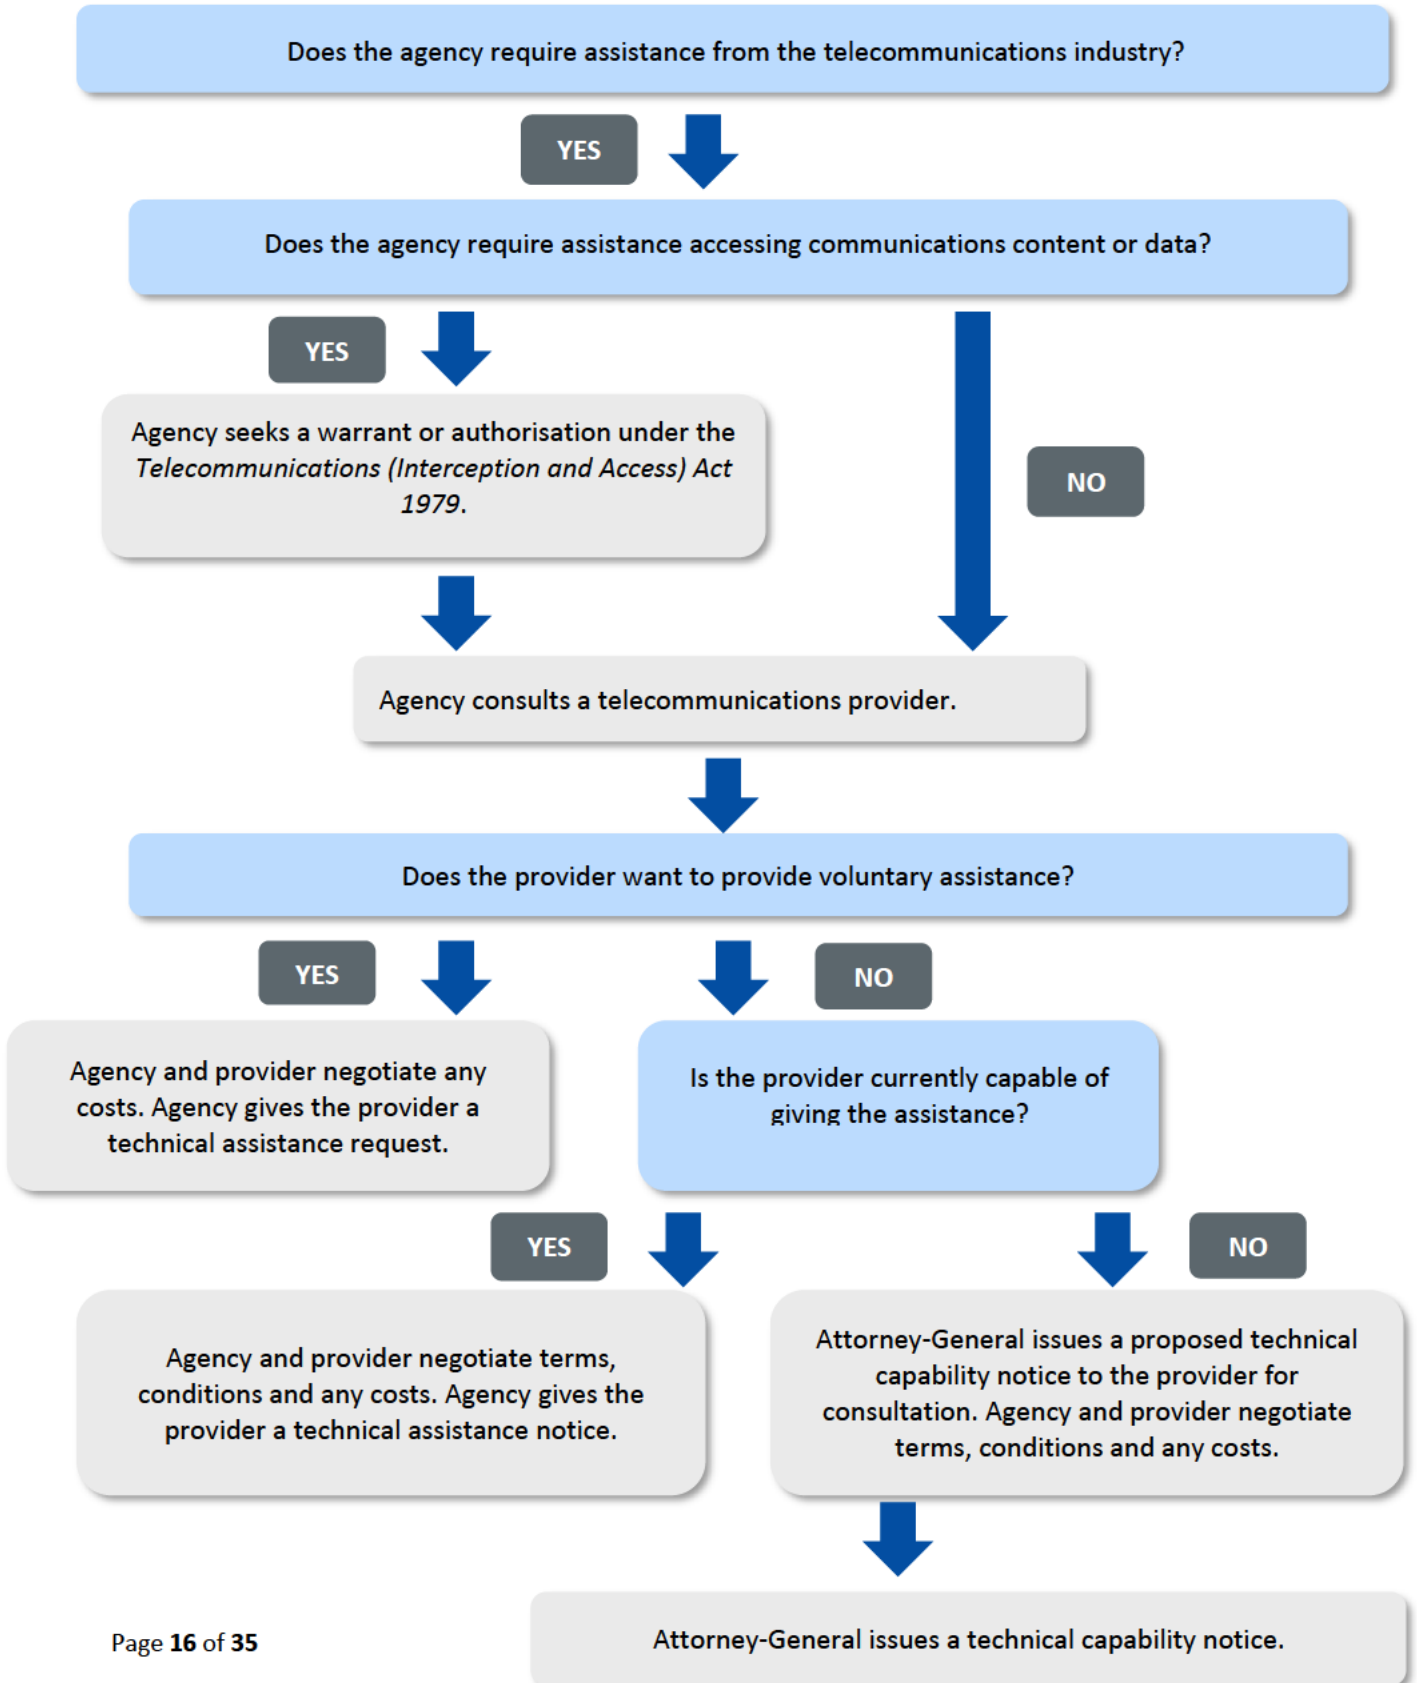 Does the agency require assistance from the telecommunications industry?
YES
Does the agency require assistance accessing communications content or data?
YES
Agency seeks a warrant or authorisation under the
Telecommunications (Interception and Access) Act
1979.
NO
Agency consults a telecommunications provider.
Does the provider want to provide voluntary assistance?
YES
NO
Agency and provider negotiate any
costs. Agency gives the provider a
technical assistance request.
Is the provider currently capable of
giving the assistance?
YES
NO
Agency and provider negotiate terms,
conditions and any costs. Agency gives the
provider a technical assistance notice.
Attorney-General issues a proposed technical
capability notice to the provider for
consultation. Agency and provider negotiate
terms, conditions and any costs.
Attorney-General issues a technical capability notice.
Page 16 of 35